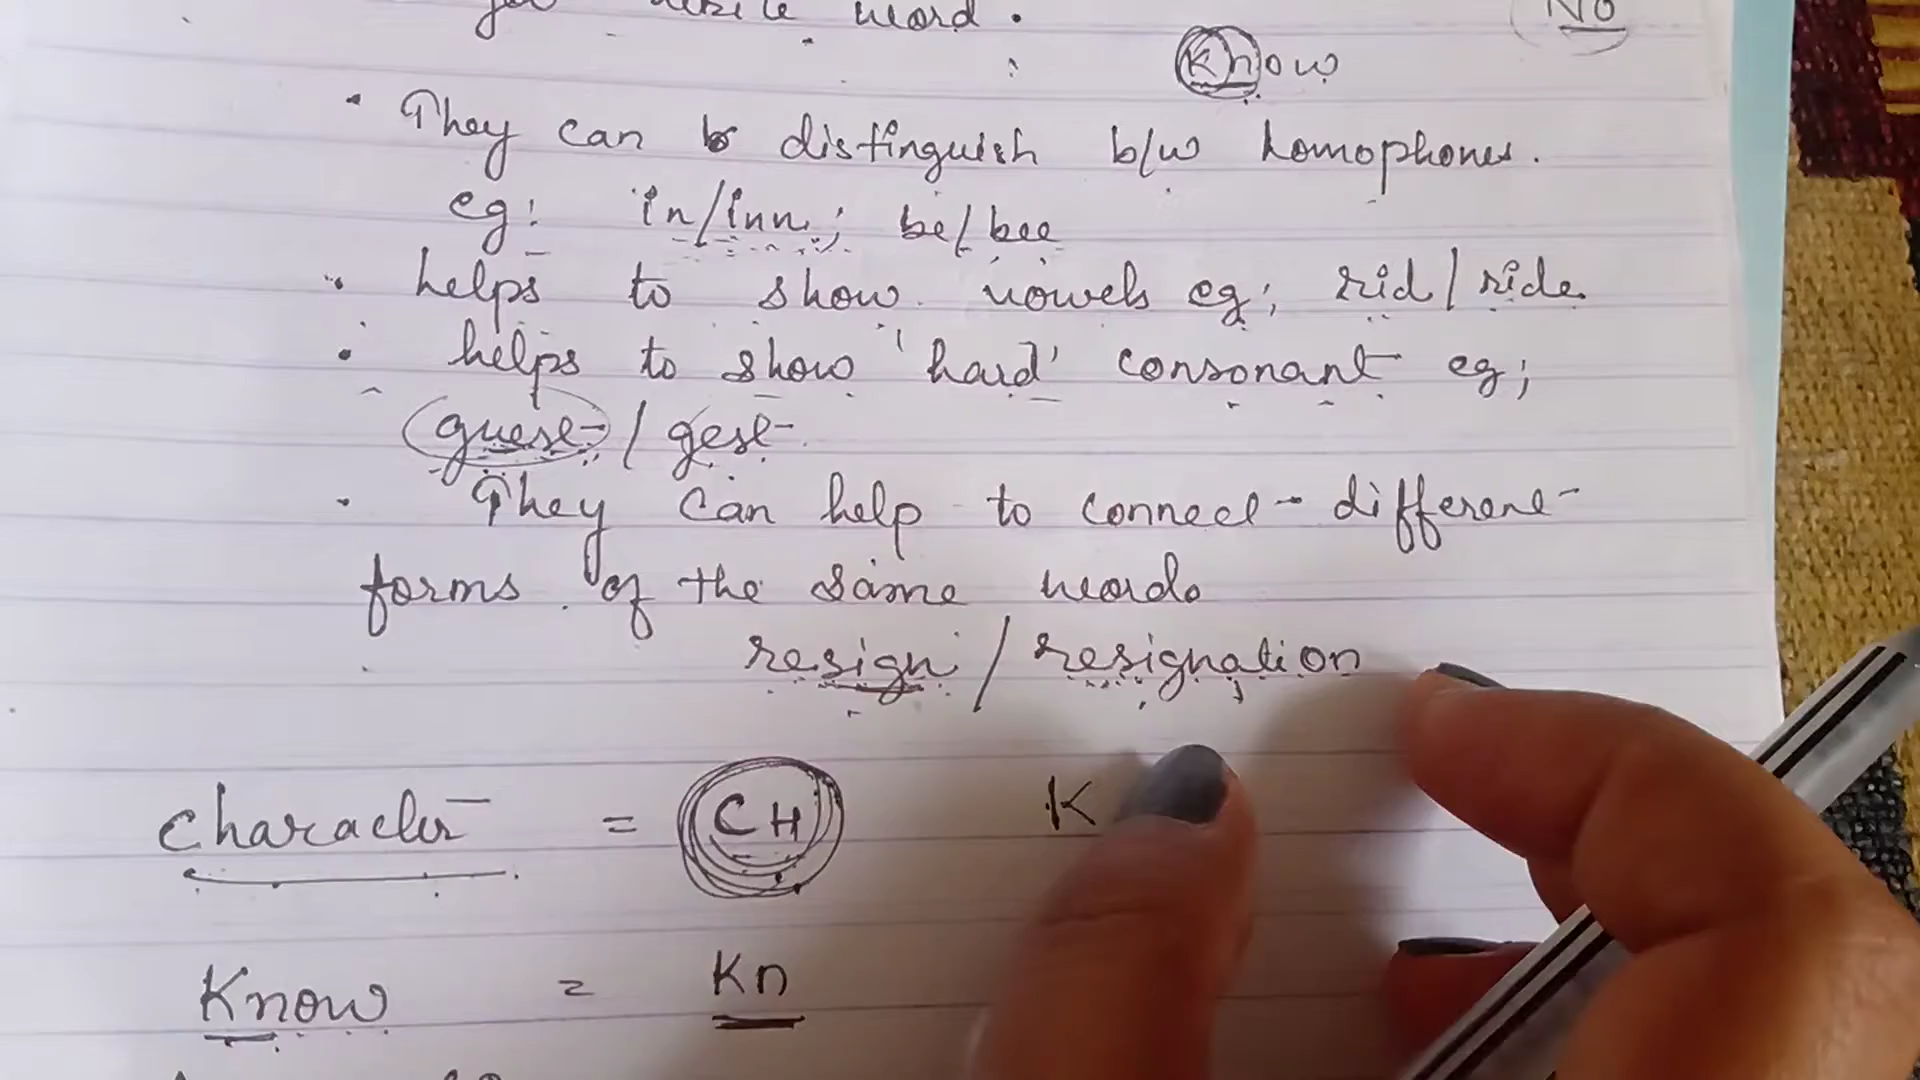 word.
No
Know
• They can distinguish b/w homophones.
eg: in/inn; be/bee
• helps to show vowels eg; rid/ride.
• helps to show 'hard' consonant eg;
guest / gest
• They can help to connect different
forms of the same words
resign / resignation
character = CH K
Know = Kn